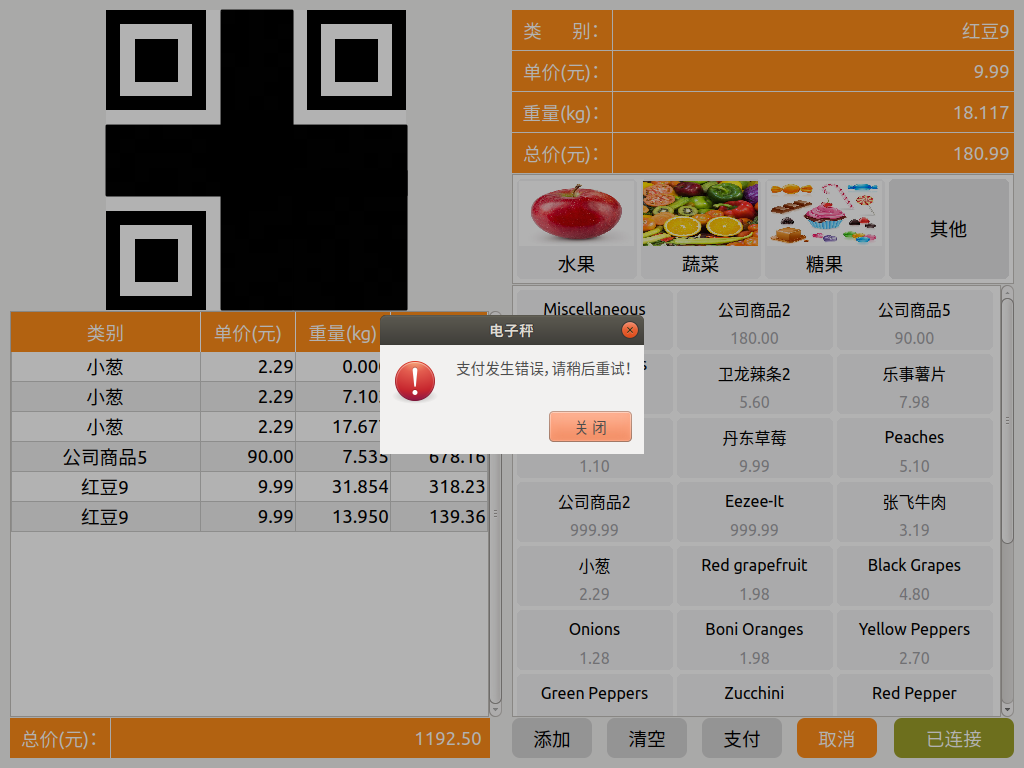 类 别：
红豆9
单价(元)：
9.99
重量(kg)：
18.117
总价(元)：
180.99
水果
蔬菜
糖果
其他
类别 单价(元) 重量(kg)
小葱 2.29
小葱 2.29
小葱 2.29
公司商品5 90.00 7.535 678.16
红豆9 9.99 31.854 318.23
红豆9 9.99 13.950 139.36
总价(元)：
1192.50
电子秤
支付发生错误,请稍后重试!
关闭
Miscellaneous
公司商品2
180.00
公司商品5
90.00
卫龙辣条2
5.60
乐事薯片
7.98
1.10
丹东草莓
9.99
Peaches
5.10
公司商品2
999.99
Eezee-It
999.99
张飞牛肉
3.19
小葱
2.29
Red grapefruit
1.98
Black Grapes
4.80
Onions
1.28
Boni Oranges
1.98
Yellow Peppers
2.70
Green Peppers
Zucchini
Red Pepper
添加
清空
支付
取消
已连接